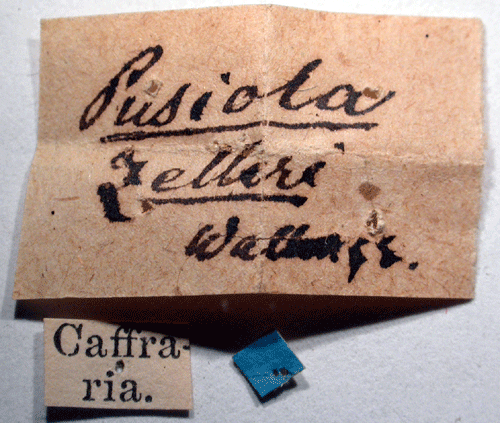 Pusiola
Zelleri
Wallengr.
Caffra-
ria.